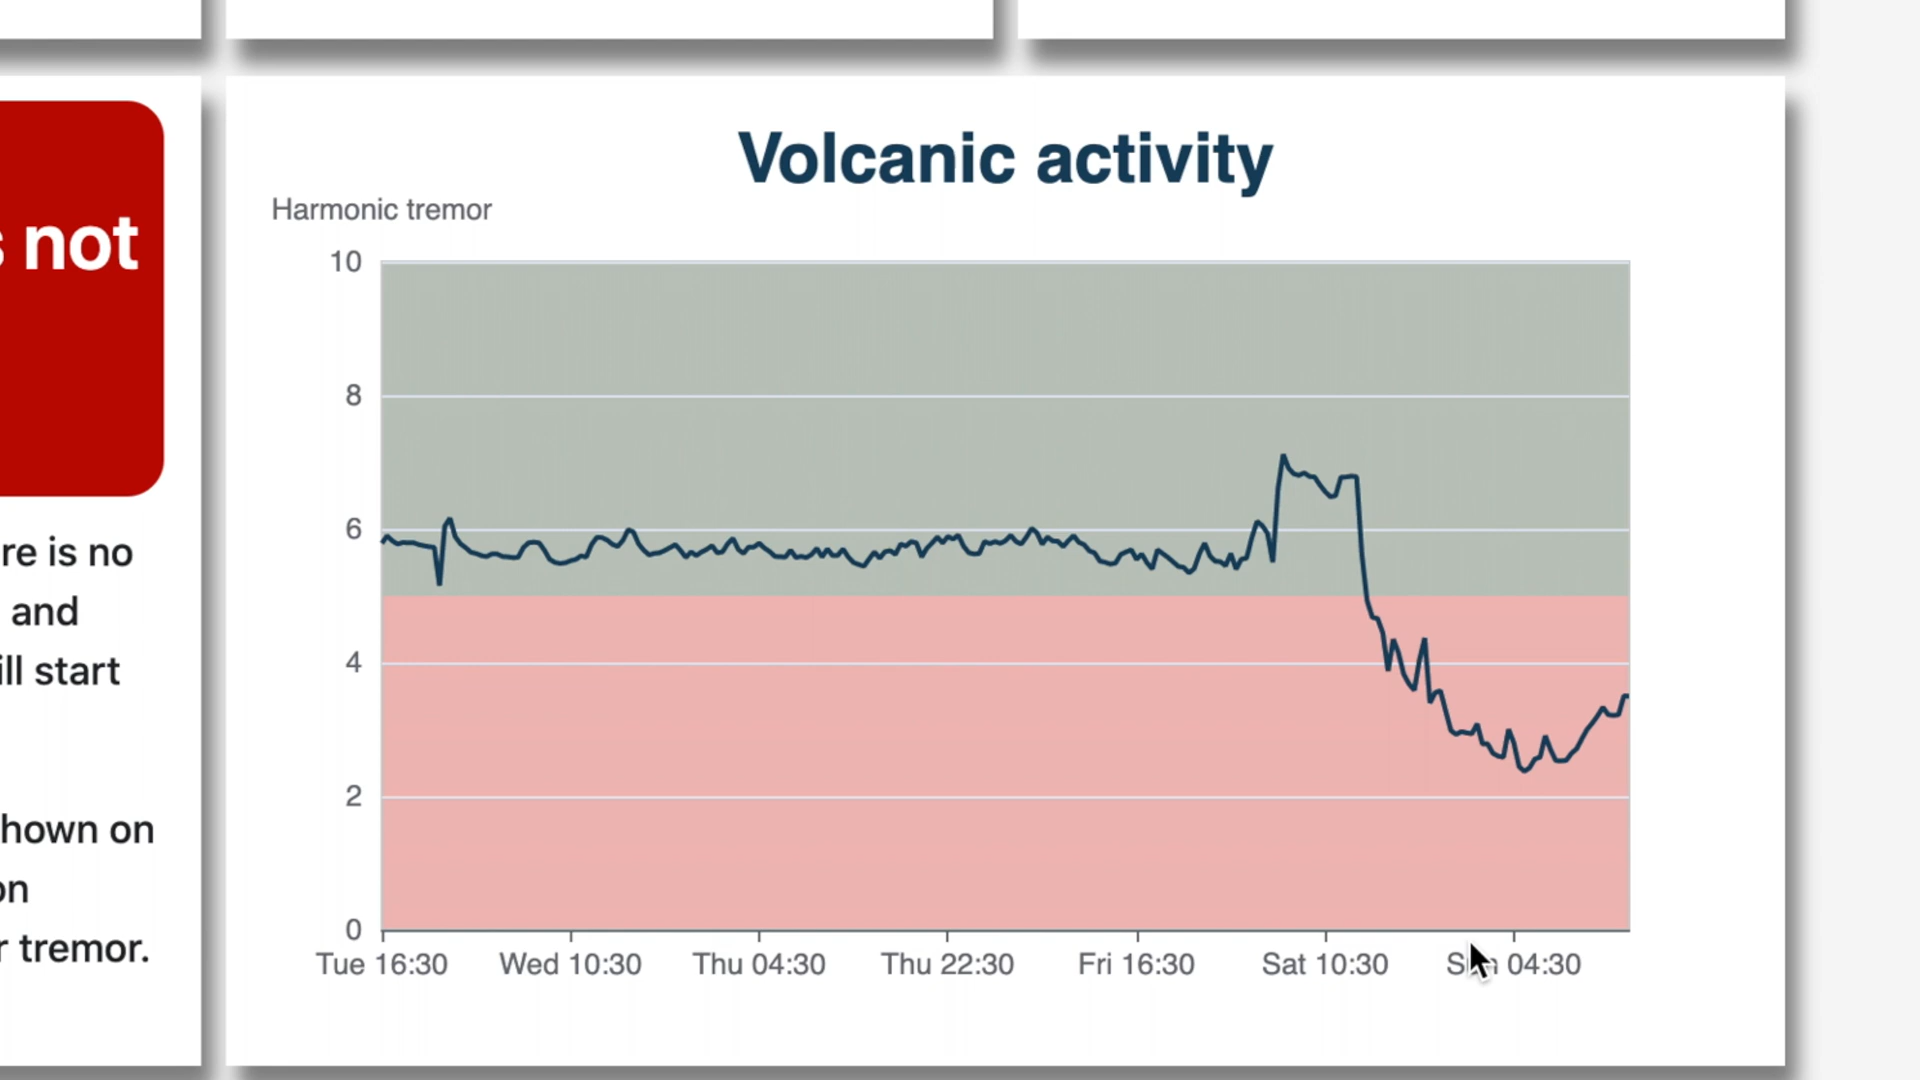 not
re is no
and
ill start
hown on
on
r tremor.
Volcanic activity
Harmonic tremor
10
8
6
4
2
0
Tue 16:30 Wed 10:30 Thu 04:30 Thu 22:30 Fri 16:30 Sat 10:30 Sun 04:30